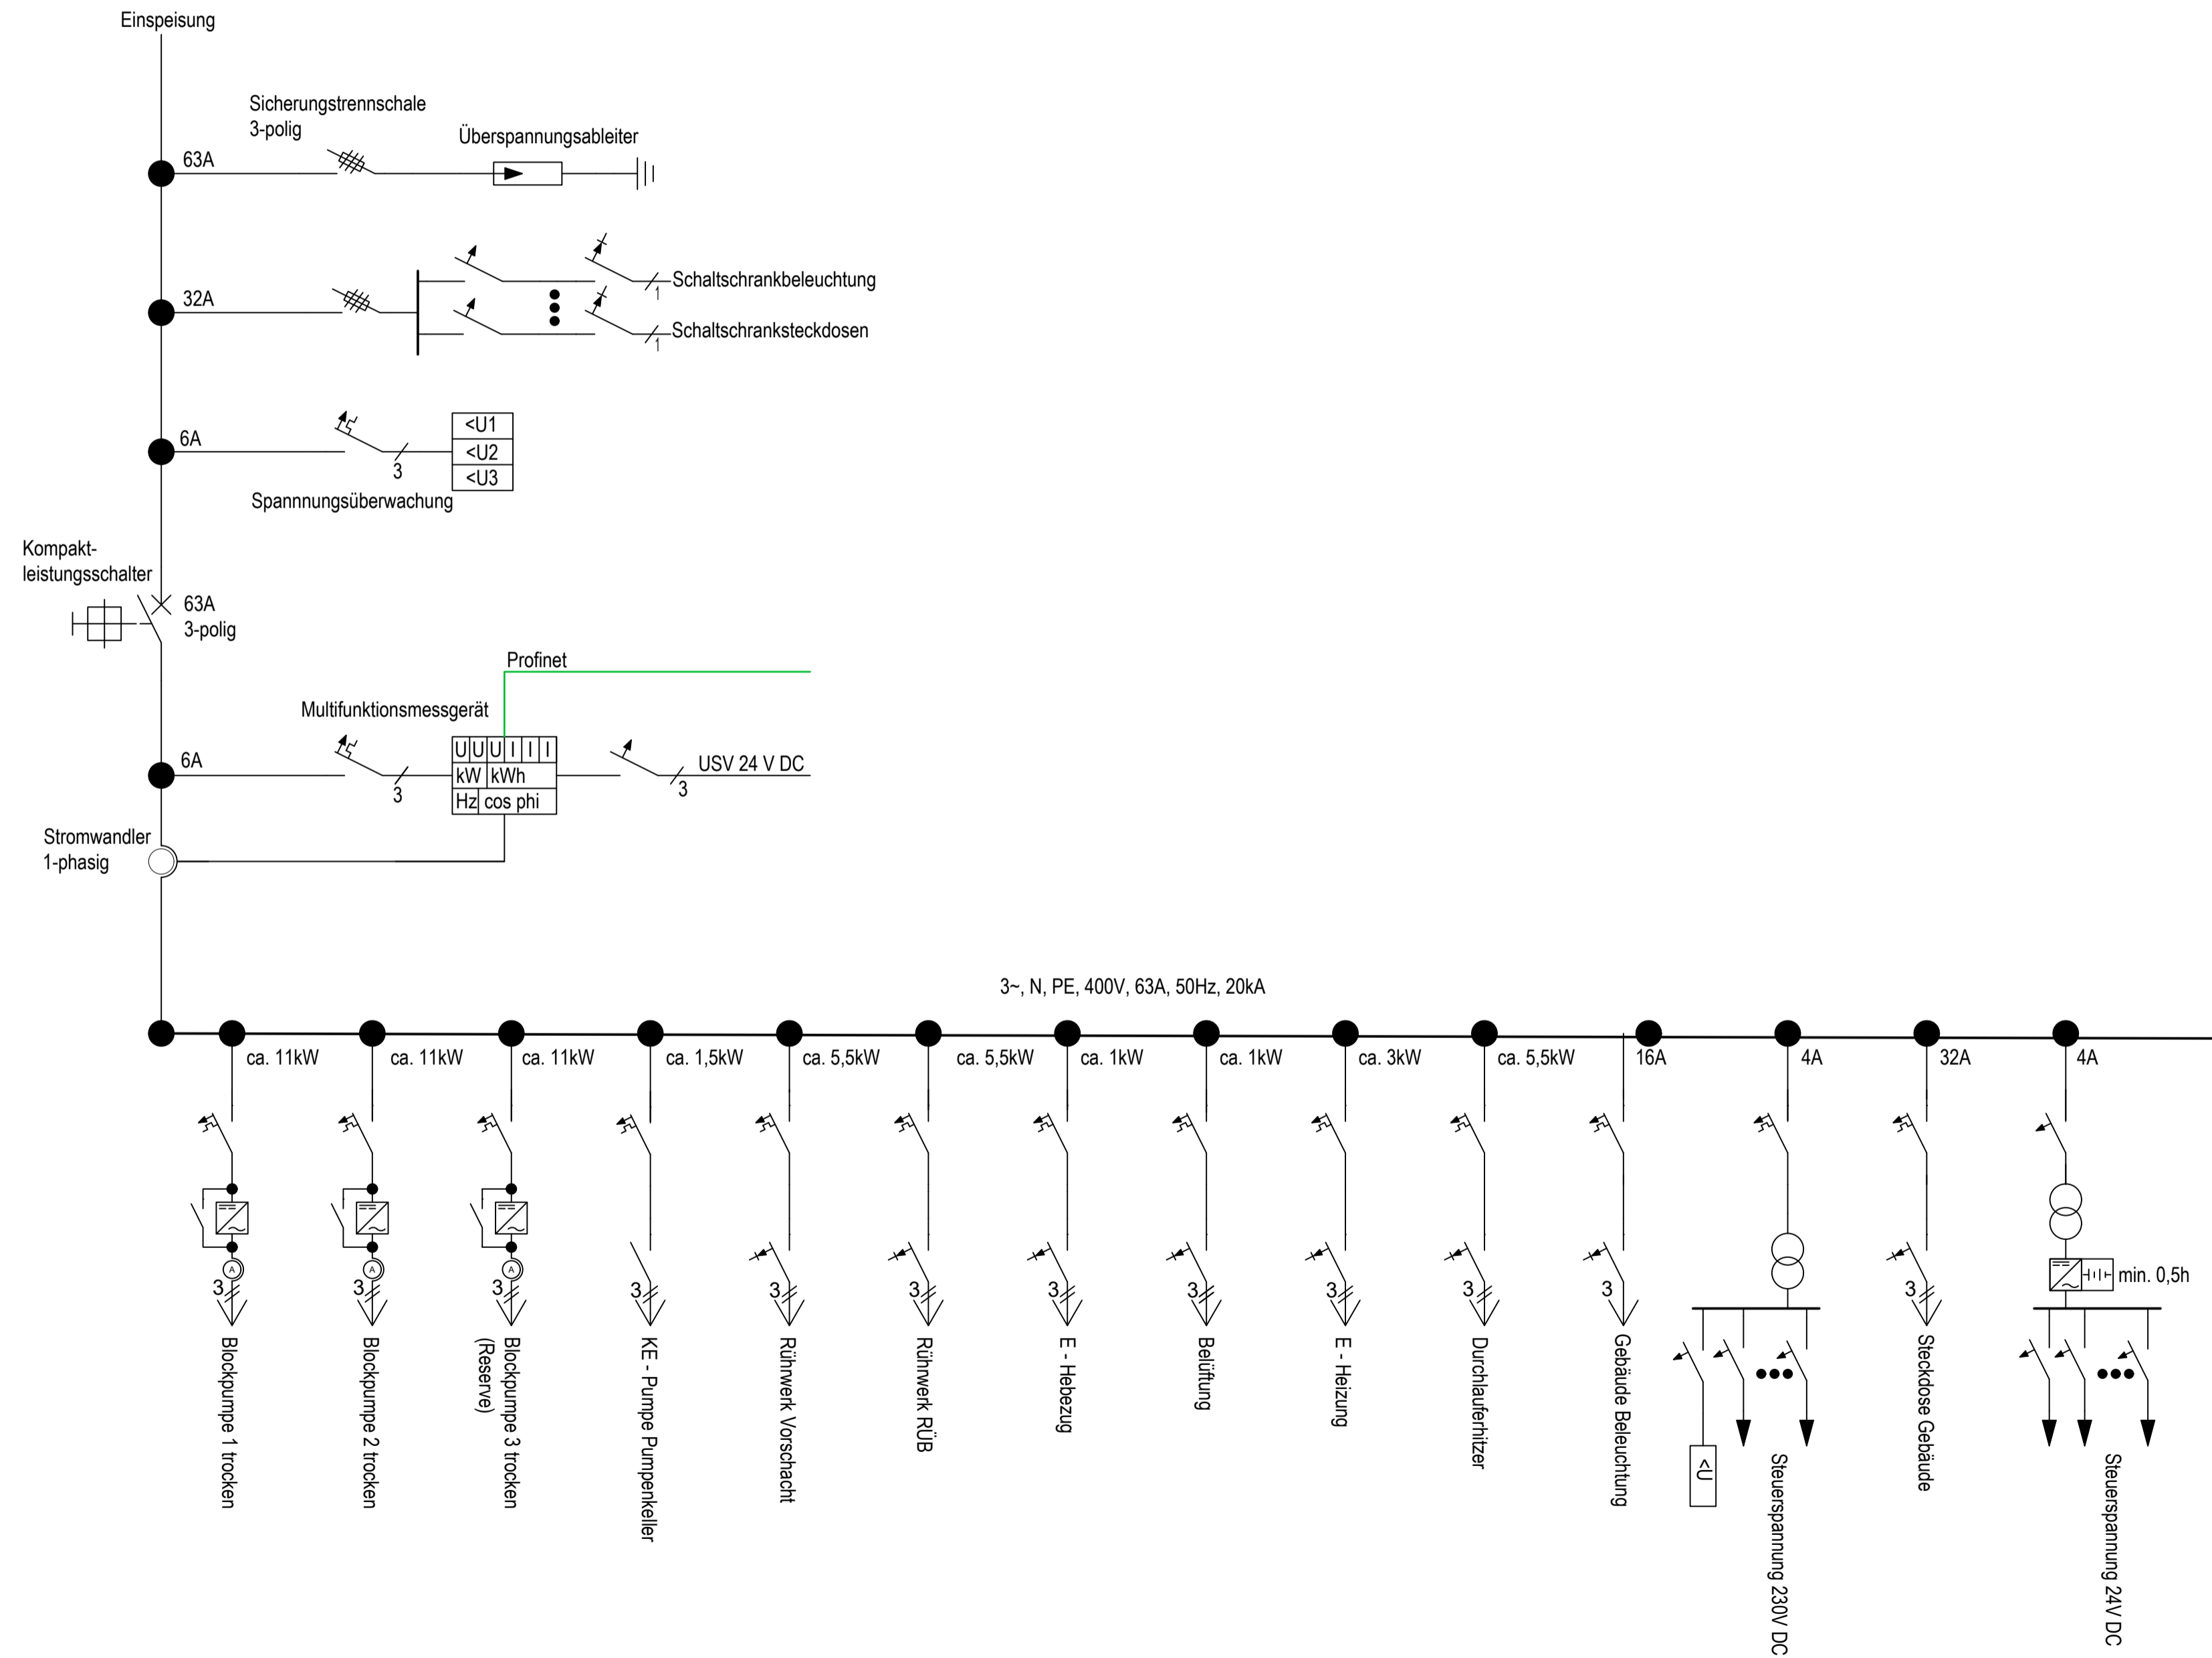 Einspeisung
Sicherungstrennschale
3-polig
Überspannungsableiter
63A
32A
Schaltschrankbeleuchtung
1
Schaltschranksteckdosen
1
6A
<U1
<U2
<U3
3
Spannnungsüberwachung
Kompakt-
leistungsschalter
63A
3-polig
Profinet
Multifunktionsmessgerät
6A
3
U U U I I I
kW kWh
Hz cos phi
USV 24 V DC
3
Stromwandler
1-phasig
3~, N, PE, 400V, 63A, 50Hz, 20kA
ca. 11kW
ca. 11kW
ca. 11kW
ca. 1,5kW
ca. 5,5kW
ca. 5,5kW
ca. 1kW
ca. 1kW
ca. 3kW
ca. 5,5kW
16A
4A
32A
4A
A
A
A
min. 0,5h
3
3
3
3
3
3
3
3
3
3
3
3
Blockpumpe 1 trocken
Blockpumpe 2 trocken
Blockpumpe 3 trocken
(Reserve)
KE - Pumpe Pumpenkeller
Rührwerk Vorschacht
Rührwerk RÜB
E - Hebezug
Belüftung
E - Heizung
Durchlauferhitzer
Gebäude Beleuchtung
<U
Steuerspannung 230V DC
Steckdose Gebäude
Steuerspannung 24V DC